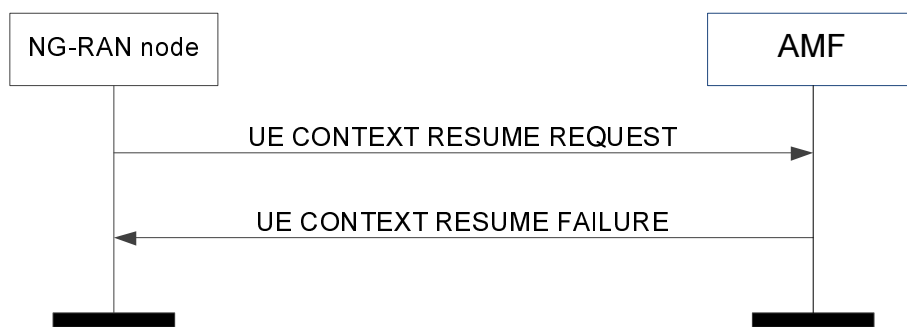 NG-RAN node
AMF
UE CONTEXT RESUME REQUEST
UE CONTEXT RESUME FAILURE